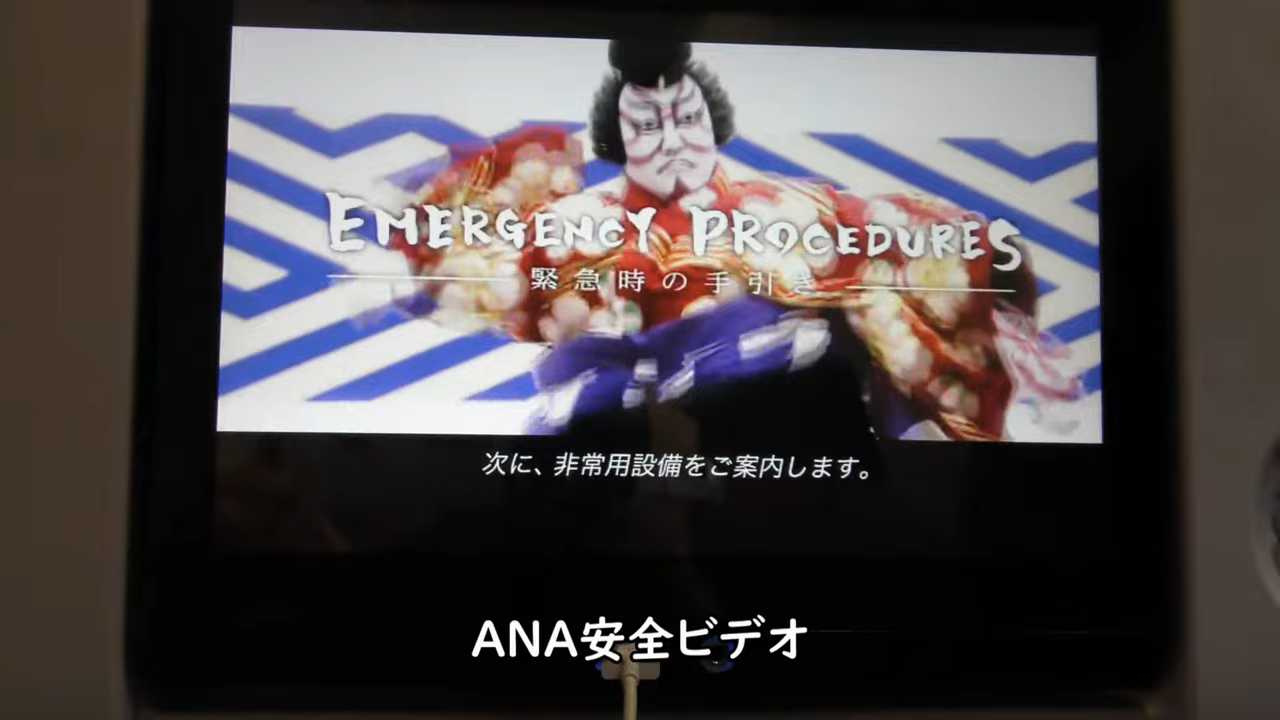 EMERGENCY PROCEDURES
緊急時の手引き
次に、非常用設備をご案内します。
ANA安全ビデオ